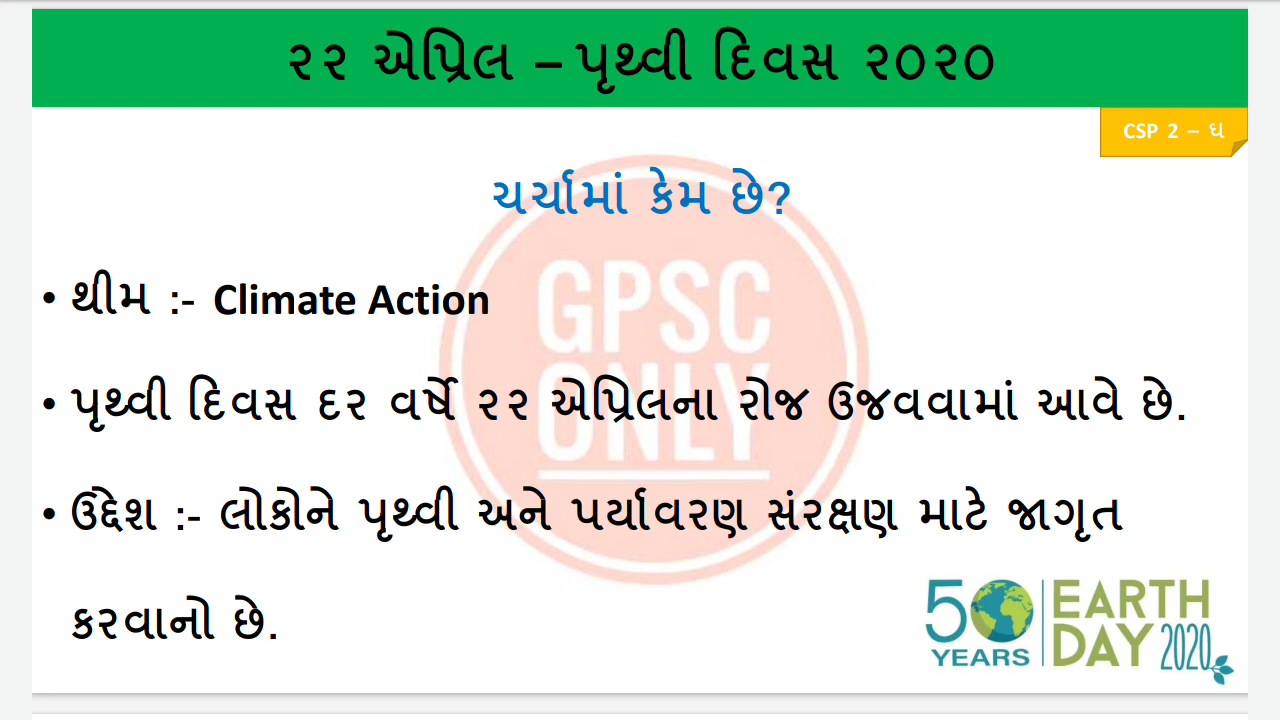 ૨૨ એપ્રિલ – પૃથ્વી દિવસ ૨૦૨૦
CSP 2 – ઘ
ચર્ચામાં કેમ છે?
• થીમ :- Climate Action
• પૃથ્વી દિવસ દર વર્ષે ૨૨ એપ્રિલના રોજ ઉજવવામાં આવે છે.
• ઉદ્દેશ :- લોકોને પૃથ્વી અને પર્યાવરણ સંરક્ષણ માટે જાગૃત
કરવાનો છે.
GPSC
ONLY
50
YEARS
EARTH
DAY 2020